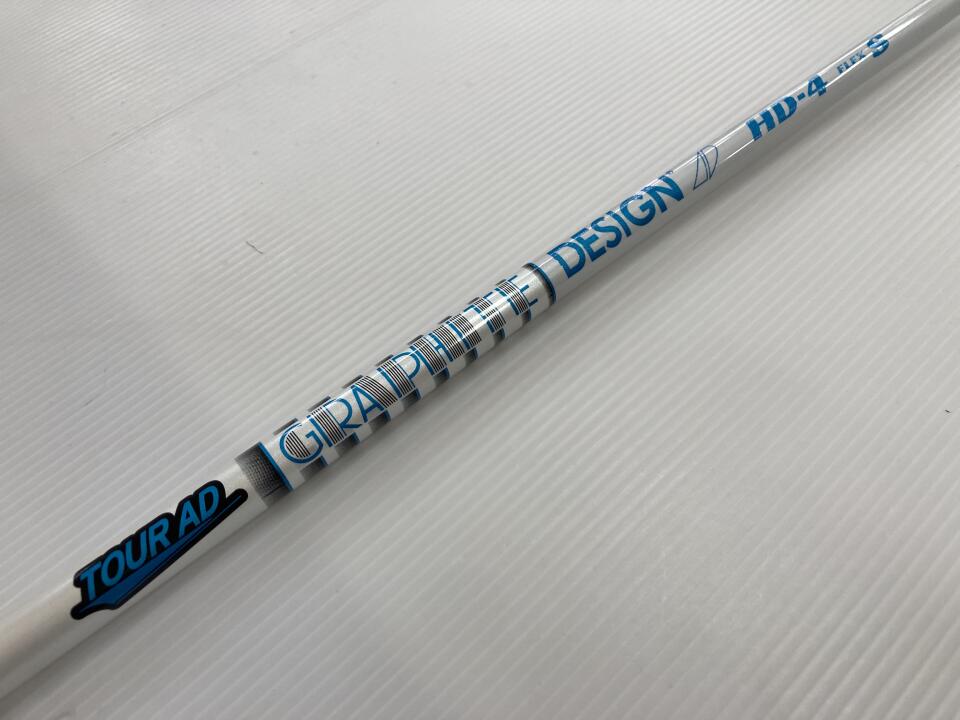 TOUR AD
GRAPHITE DESIGN
HD-4 FLEX S